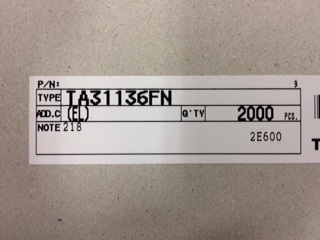 P/N: 9
TYPE TA31136FN
ADD.C (EL) Q'TY 2000 PCS.
NOTE 218
2E600
T